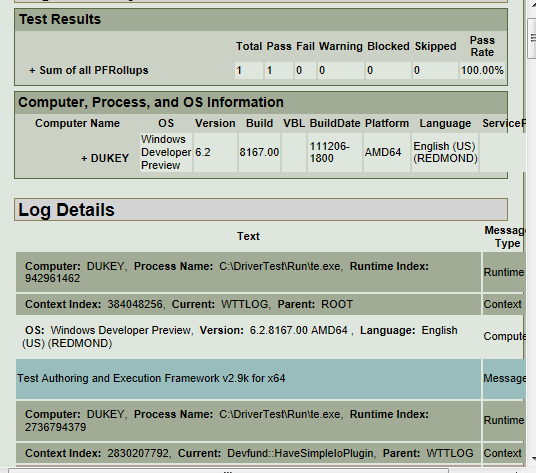 Test Results
Total Pass Fail Warning Blocked Skipped Pass Rate
+ Sum of all PFRollups 1 1 0 0 0 0 100.00%
Computer, Process, and OS Information
Computer Name OS Version Build VBL BuildDate Platform Language ServiceP
+ DUKEY Windows Developer Preview 6.2 8167.00 111206-1800 AMD64 English (US) (REDMOND)
Log Details
Text Message Type
Computer: DUKEY, Process Name: C:\DriverTest\Run\te.exe, Runtime Index: 942961462 Runtime
Context Index: 384048256, Current: WTTLOG, Parent: ROOT Context
OS: Windows Developer Preview, Version: 6.2.8167.00 AMD64 , Language: English (US) (REDMOND) Compute
Test Authoring and Execution Framework v2.9k for x64 Message
Computer: DUKEY, Process Name: C:\DriverTest\Run\te.exe, Runtime Index: 2736794379 Runtime
Context Index: 2830207792, Current: Devfund::HaveSimpleIoPlugin, Parent: WTTLOG Context